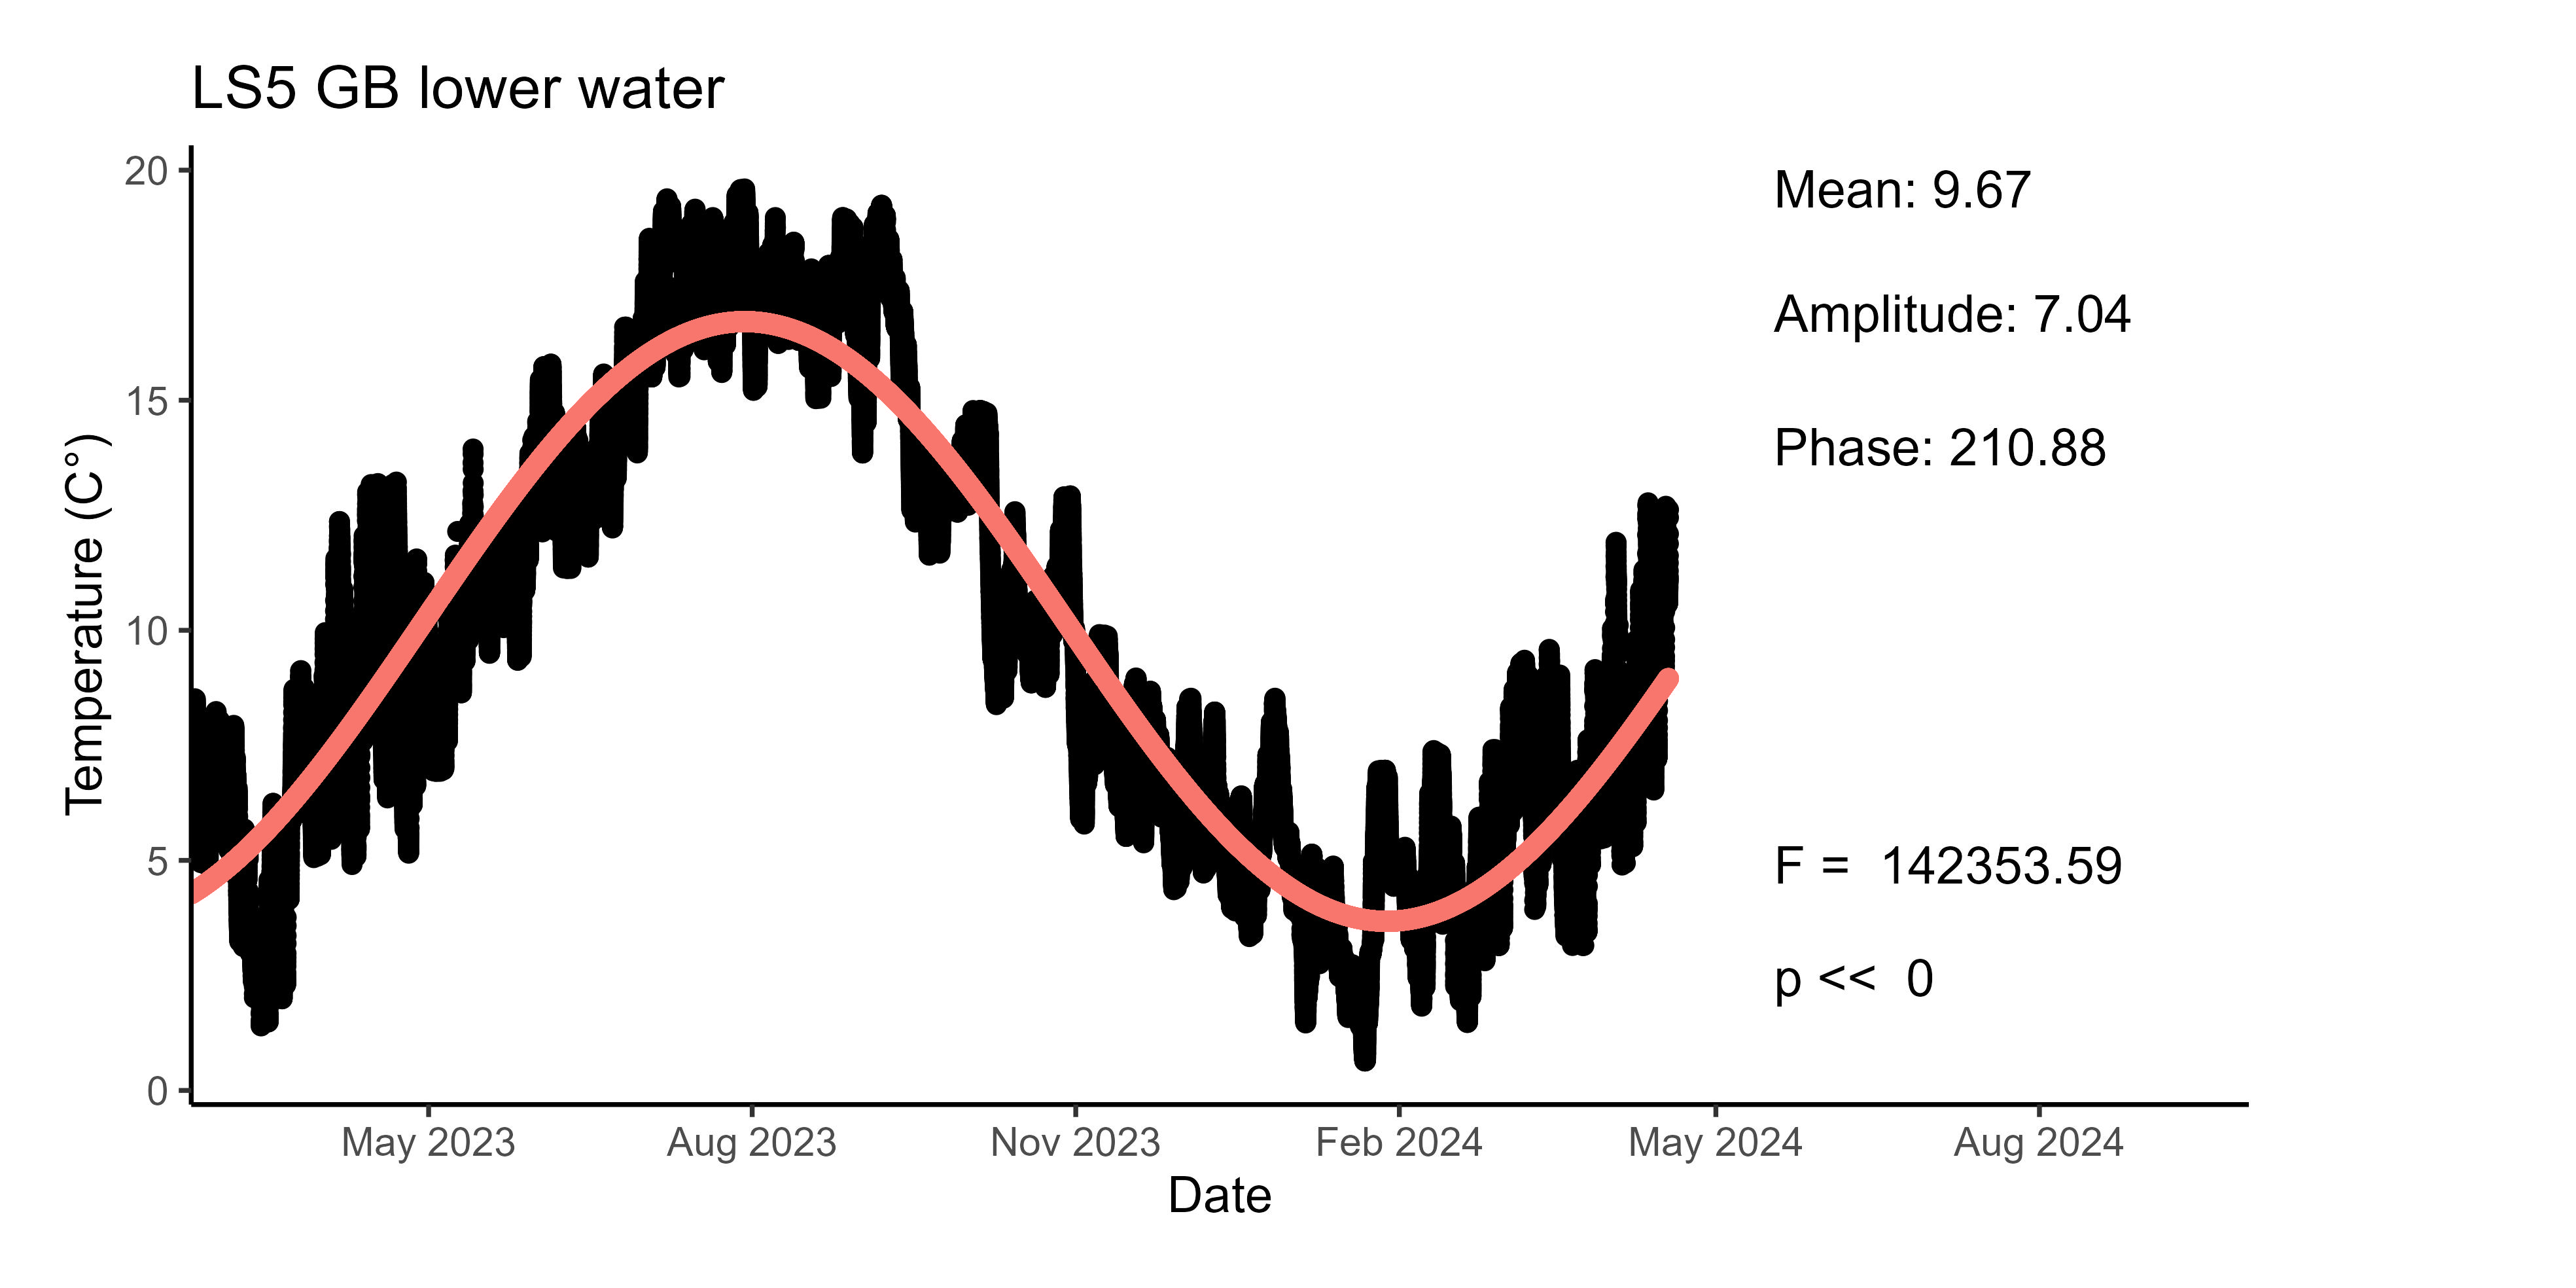 LS5 GB lower water
20
15
10
5
0
Temperature (C°)
May 2023
Aug 2023
Nov 2023
Feb 2024
May 2024
Aug 2024
Date
Mean: 9.67
Amplitude: 7.04
Phase: 210.88
F =  142353.59
p <<  0